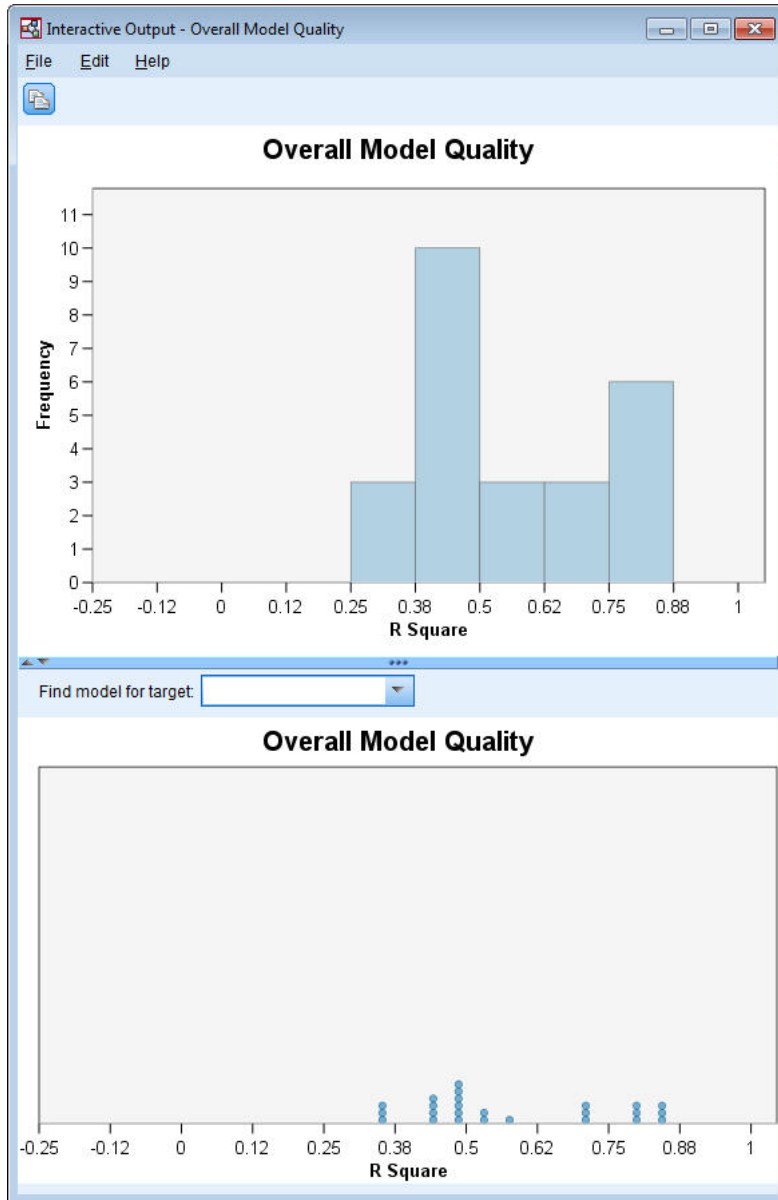 Interactive Output - Overall Model Quality
File Edit Help
Overall Model Quality
11
10
9
8
7
6
5
4
3
2
1
0
Frequency
-0.25 -0.12 0 0.12 0.25 0.38 0.5 0.62 0.75 0.88 1
R Square
Find model for target:
Overall Model Quality
-0.25 -0.12 0 0.12 0.25 0.38 0.5 0.62 0.75 0.88 1
R Square